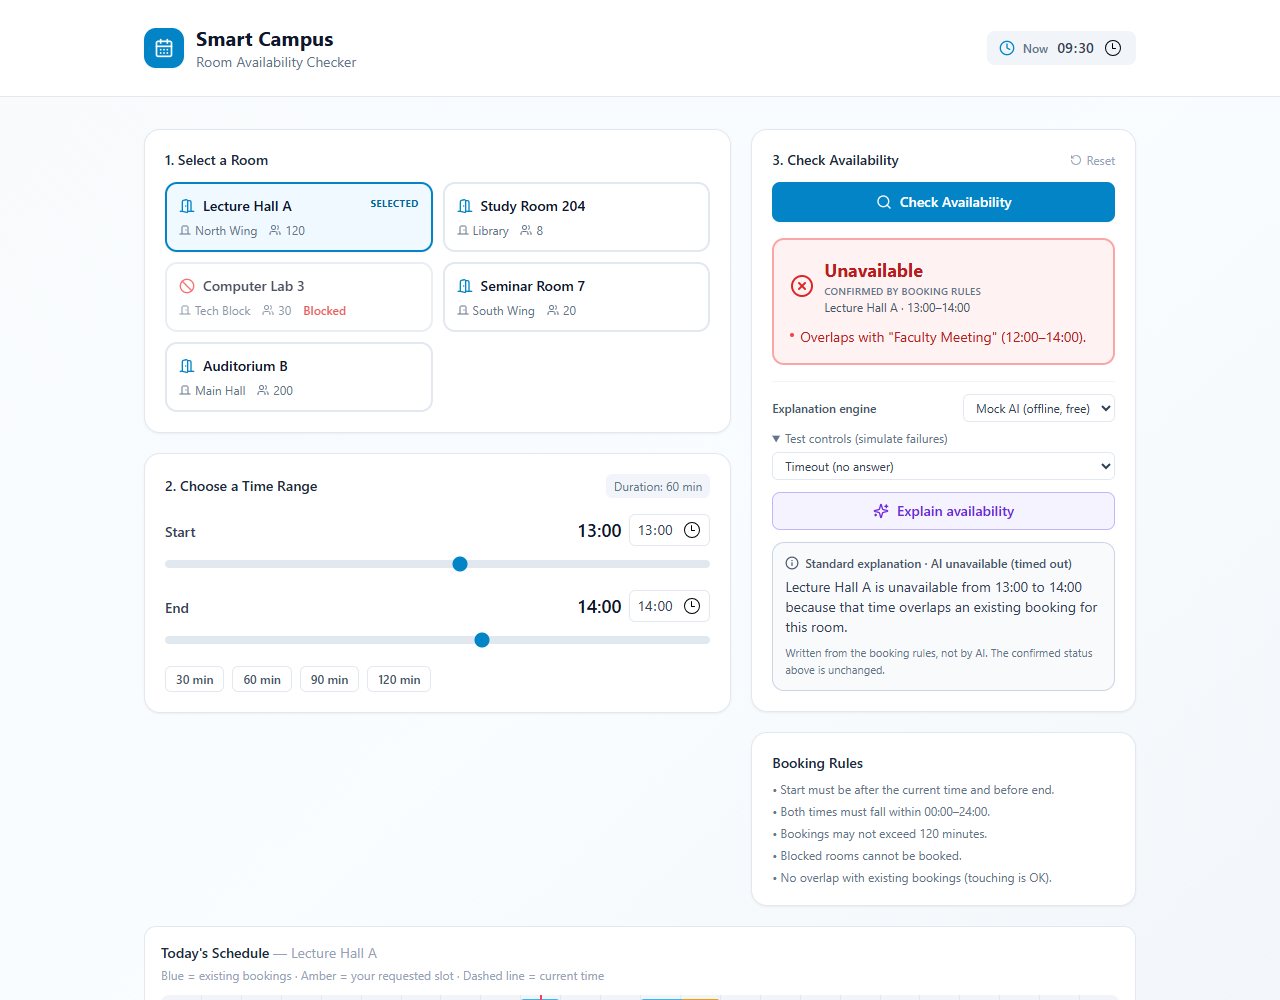 Smart Campus
Room Availability Checker
Now 09:30
1. Select a Room
Lecture Hall A SELECTED
North Wing 120
Study Room 204
Library 8
Computer Lab 3
Tech Block 30 Blocked
Seminar Room 7
South Wing 20
Auditorium B
Main Hall 200
2. Choose a Time Range Duration: 60 min
Start 13:00 13:00
End 14:00 14:00
30 min 60 min 90 min 120 min
3. Check Availability Reset
Check Availability
Unavailable
CONFIRMED BY BOOKING RULES
Lecture Hall A · 13:00–14:00
• Overlaps with "Faculty Meeting" (12:00–14:00).
Explanation engine Mock AI (offline, free)
▼ Test controls (simulate failures)
Timeout (no answer)
Explain availability
Standard explanation · AI unavailable (timed out)
Lecture Hall A is unavailable from 13:00 to 14:00
because that time overlaps an existing booking for
this room.
Written from the booking rules, not by AI. The confirmed status
above is unchanged.
Booking Rules
• Start must be after the current time and before end.
• Both times must fall within 00:00–24:00.
• Bookings may not exceed 120 minutes.
• Blocked rooms cannot be booked.
• No overlap with existing bookings (touching is OK).
Today's Schedule — Lecture Hall A
Blue = existing bookings · Amber = your requested slot · Dashed line = current time